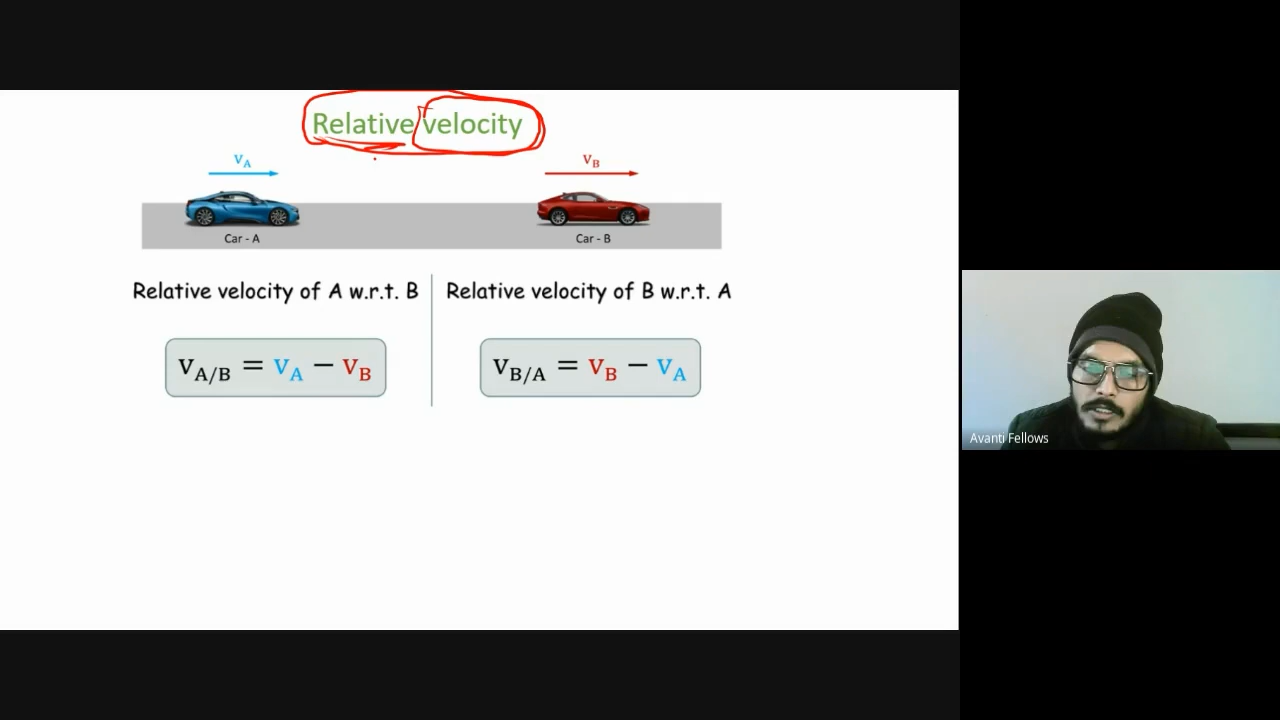 Relative velocity
vA
vB
Car - A
Car - B
Relative velocity of A w.r.t. B
Relative velocity of B w.r.t. A
vA/B = vA − vB
vB/A = vB − vA
Avanti Fellows